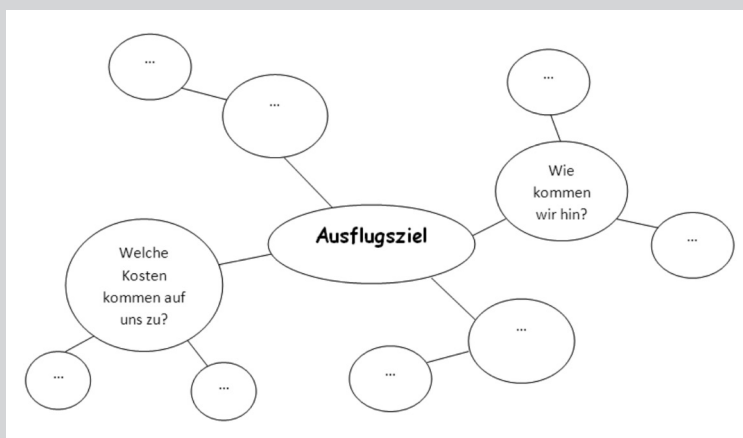 ...
...
...
Wie
kommen
wir hin?
...
Ausflugsziel
Welche
Kosten
kommen auf
uns zu?
...
...
...
...